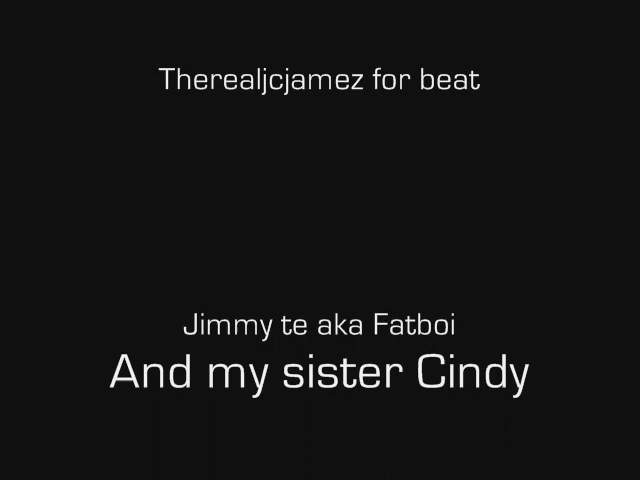 Therealjcjamez for beat
Jimmy te aka Fatboi
And my sister Cindy